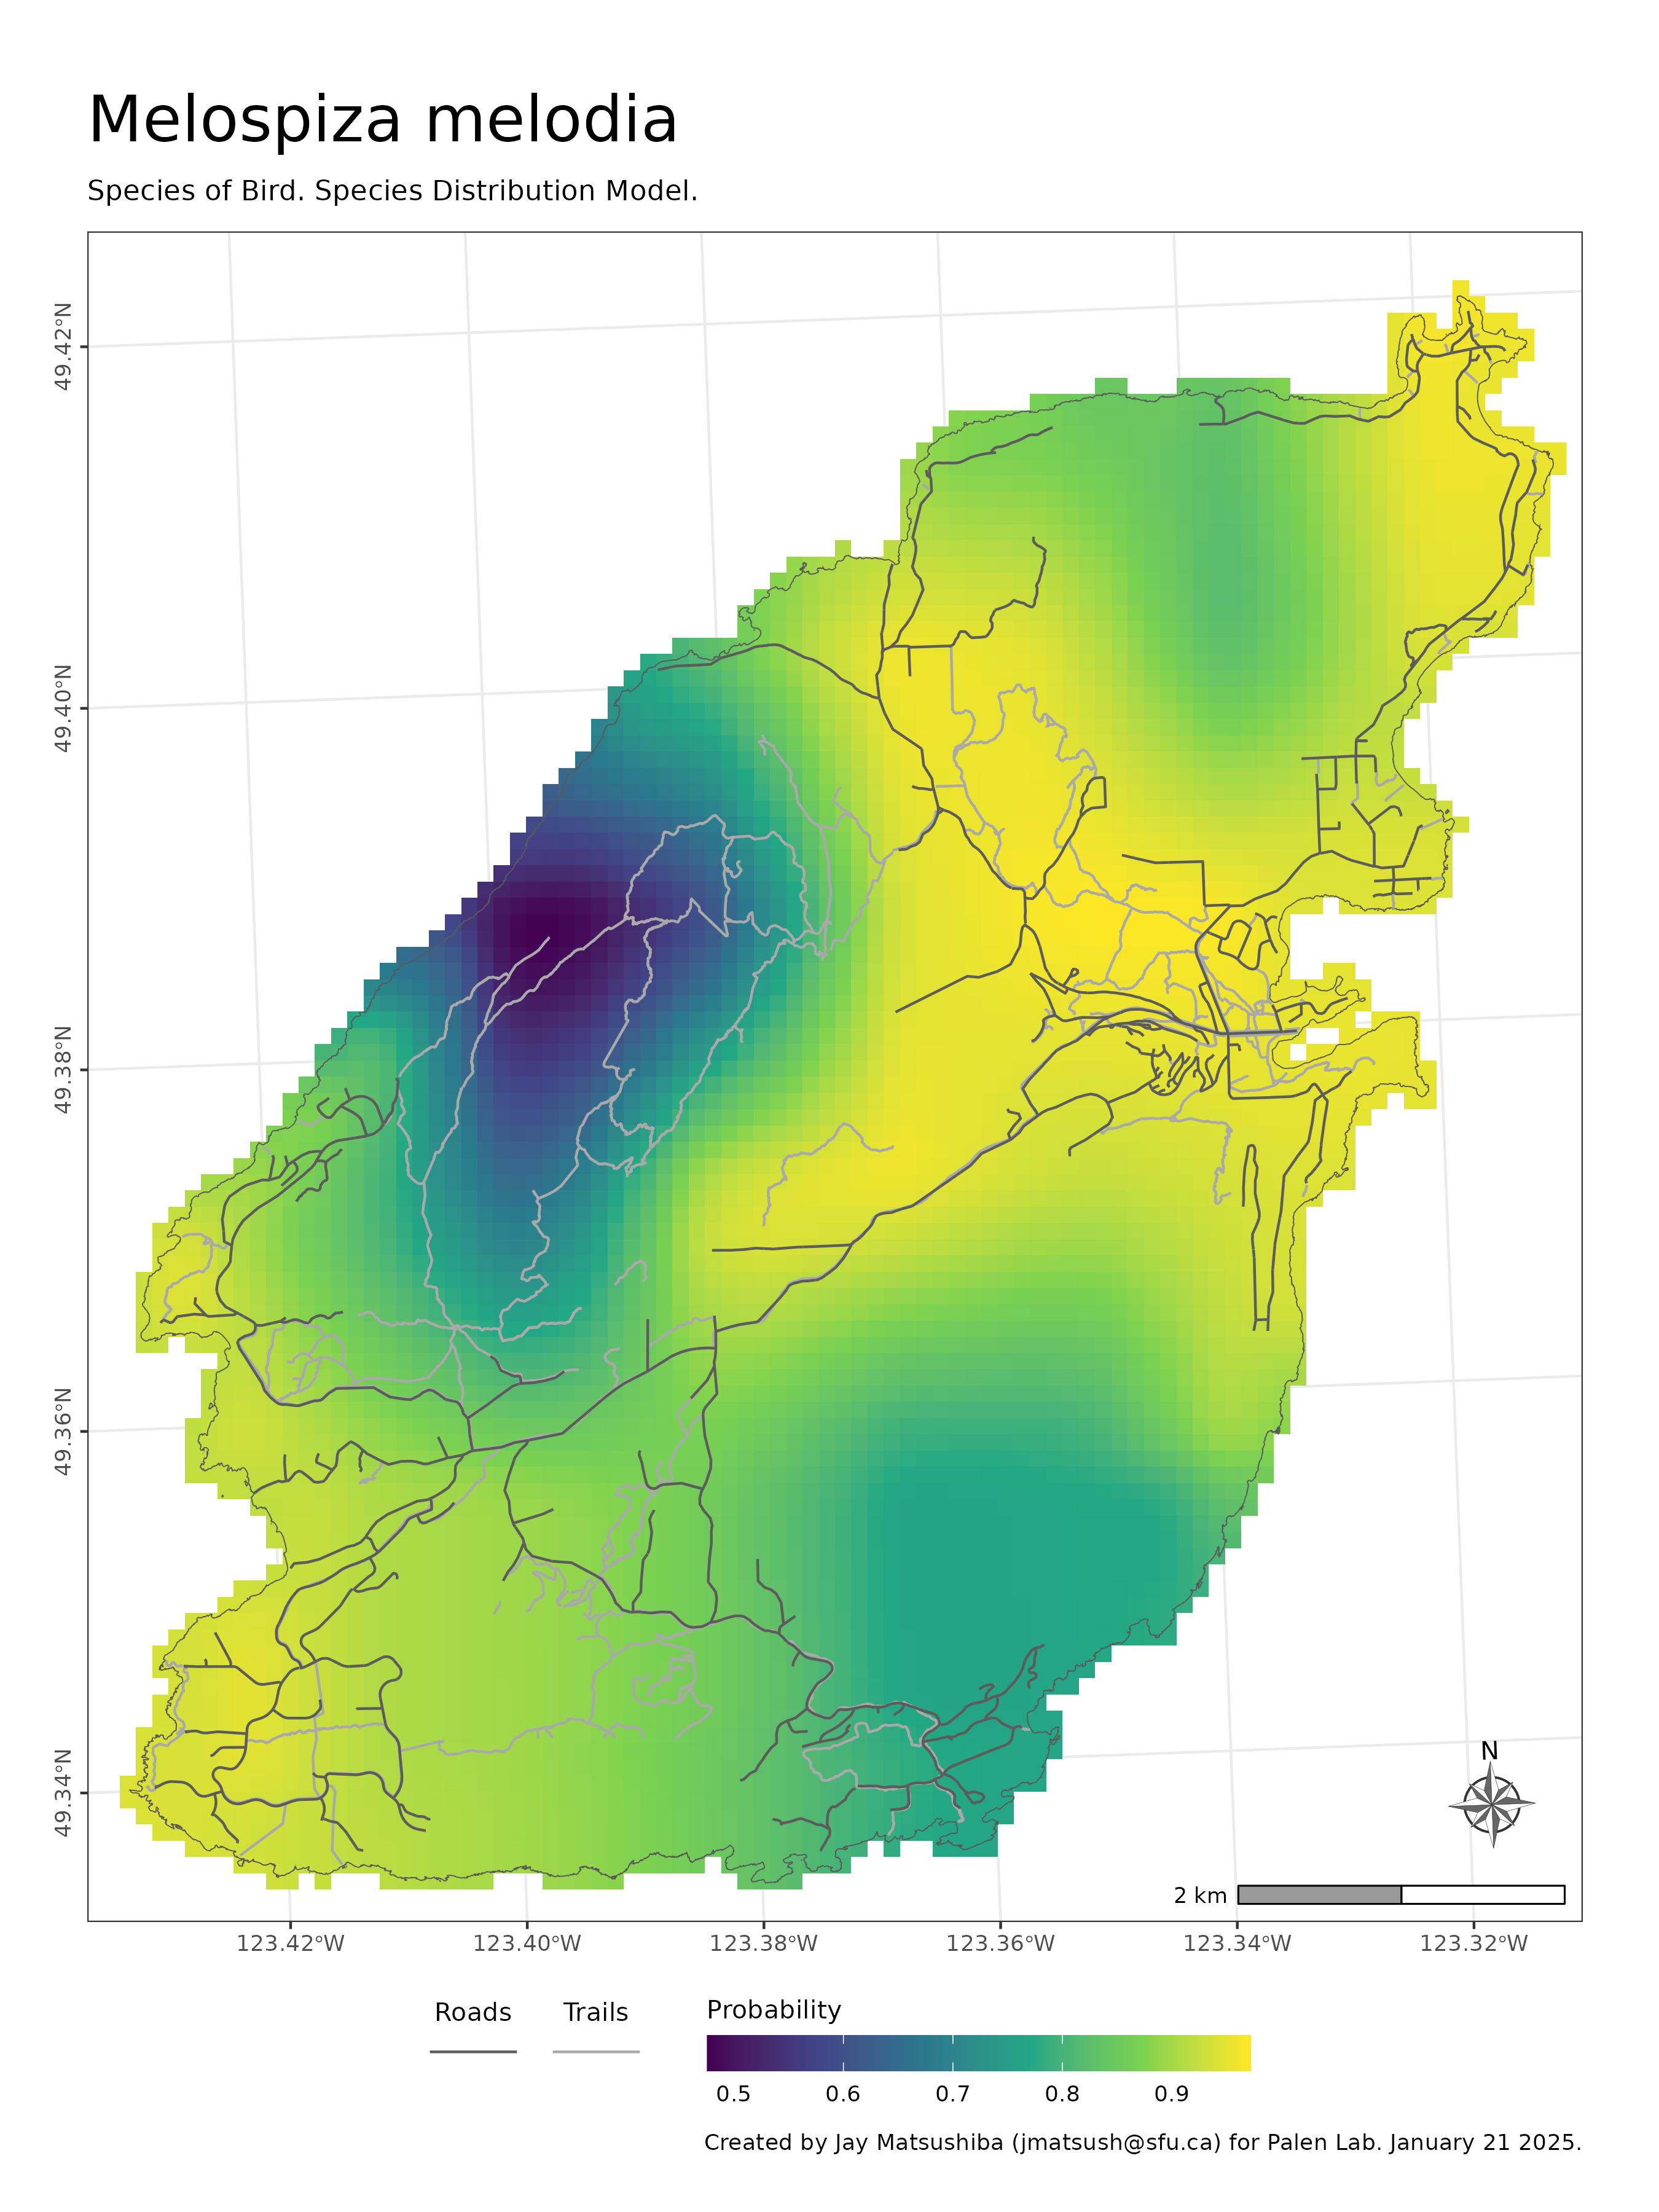 Melospiza melodia
Species of Bird. Species Distribution Model.
49.42°N
49.40°N
49.38°N
49.36°N
49.34°N
N
2 km
123.42°W 123.40°W 123.38°W 123.36°W 123.34°W 123.32°W
Roads Trails Probability
0.5 0.6 0.7 0.8 0.9
Created by Jay Matsushiba (jmatsush@sfu.ca) for Palen Lab. January 21 2025.